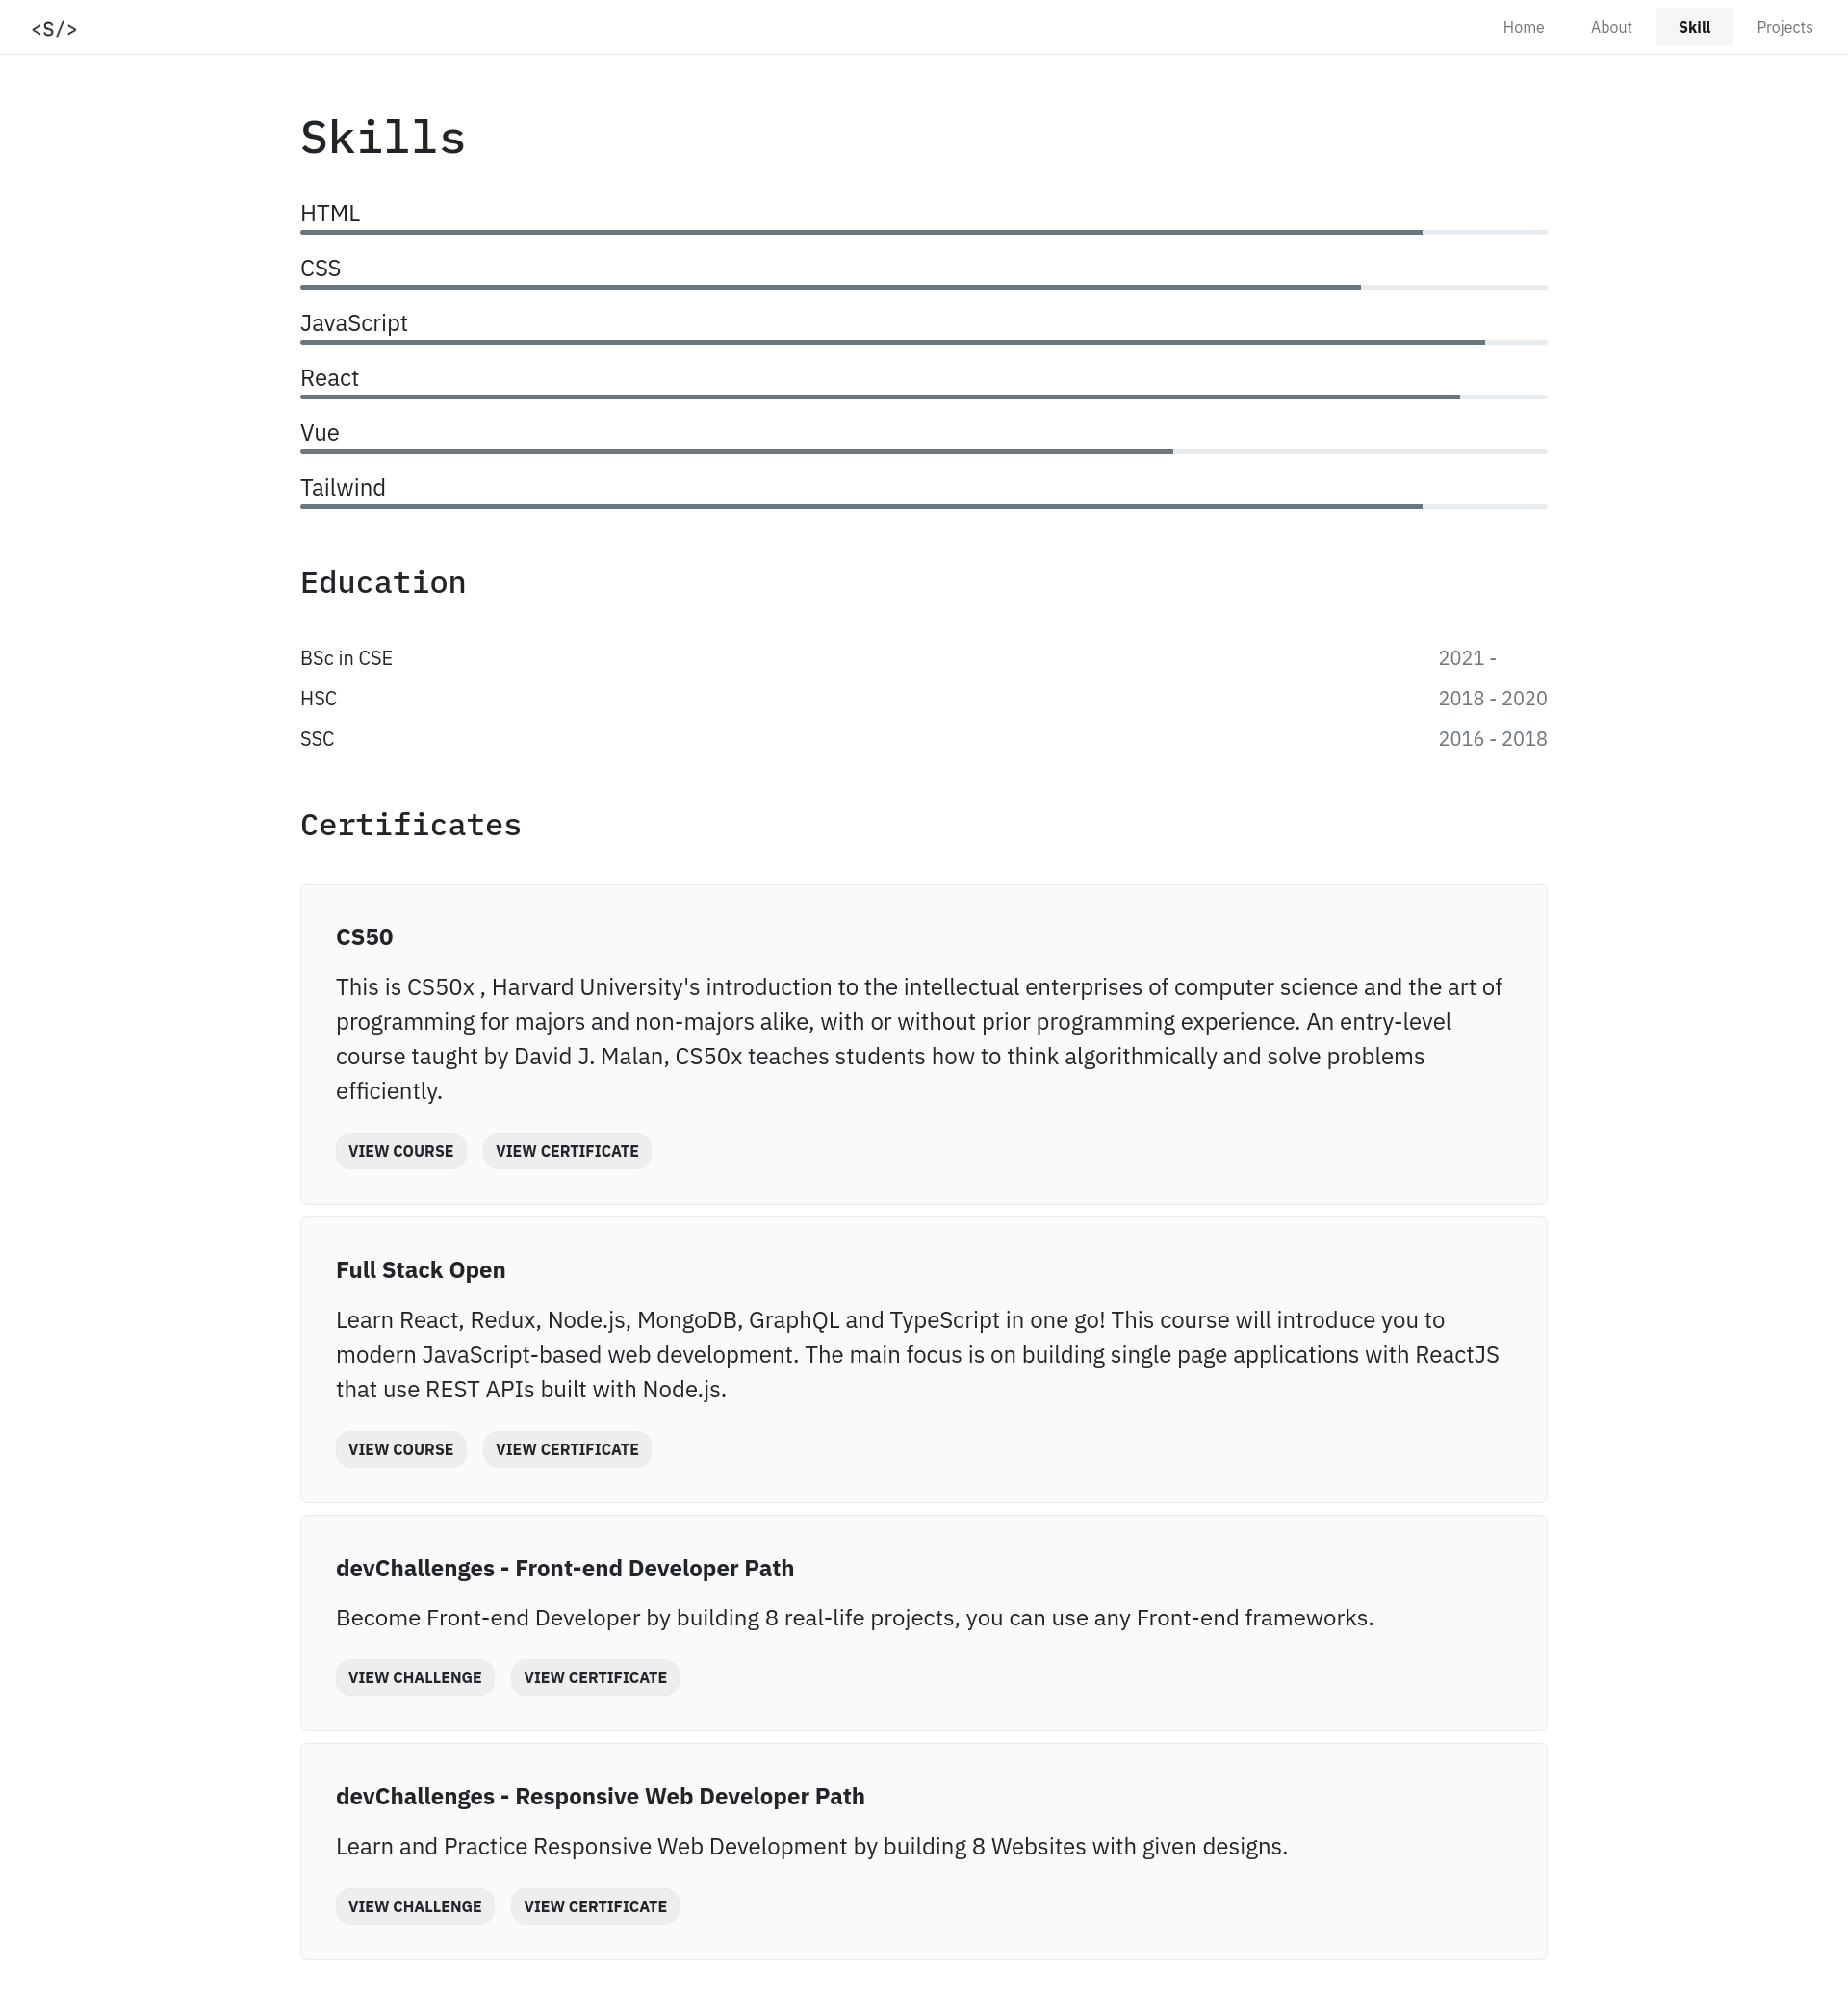 <S/>
Home About Skill Projects
Skills
HTML
CSS
JavaScript
React
Vue
Tailwind
Education
BSc in CSE 2021 -
HSC 2018 - 2020
SSC 2016 - 2018
Certificates
CS50
This is CS50x , Harvard University's introduction to the intellectual enterprises of computer science and the art of
programming for majors and non-majors alike, with or without prior programming experience. An entry-level
course taught by David J. Malan, CS50x teaches students how to think algorithmically and solve problems
efficiently.
VIEW COURSE VIEW CERTIFICATE
Full Stack Open
Learn React, Redux, Node.js, MongoDB, GraphQL and TypeScript in one go! This course will introduce you to
modern JavaScript-based web development. The main focus is on building single page applications with ReactJS
that use REST APIs built with Node.js.
VIEW COURSE VIEW CERTIFICATE
devChallenges - Front-end Developer Path
Become Front-end Developer by building 8 real-life projects, you can use any Front-end frameworks.
VIEW CHALLENGE VIEW CERTIFICATE
devChallenges - Responsive Web Developer Path
Learn and Practice Responsive Web Development by building 8 Websites with given designs.
VIEW CHALLENGE VIEW CERTIFICATE